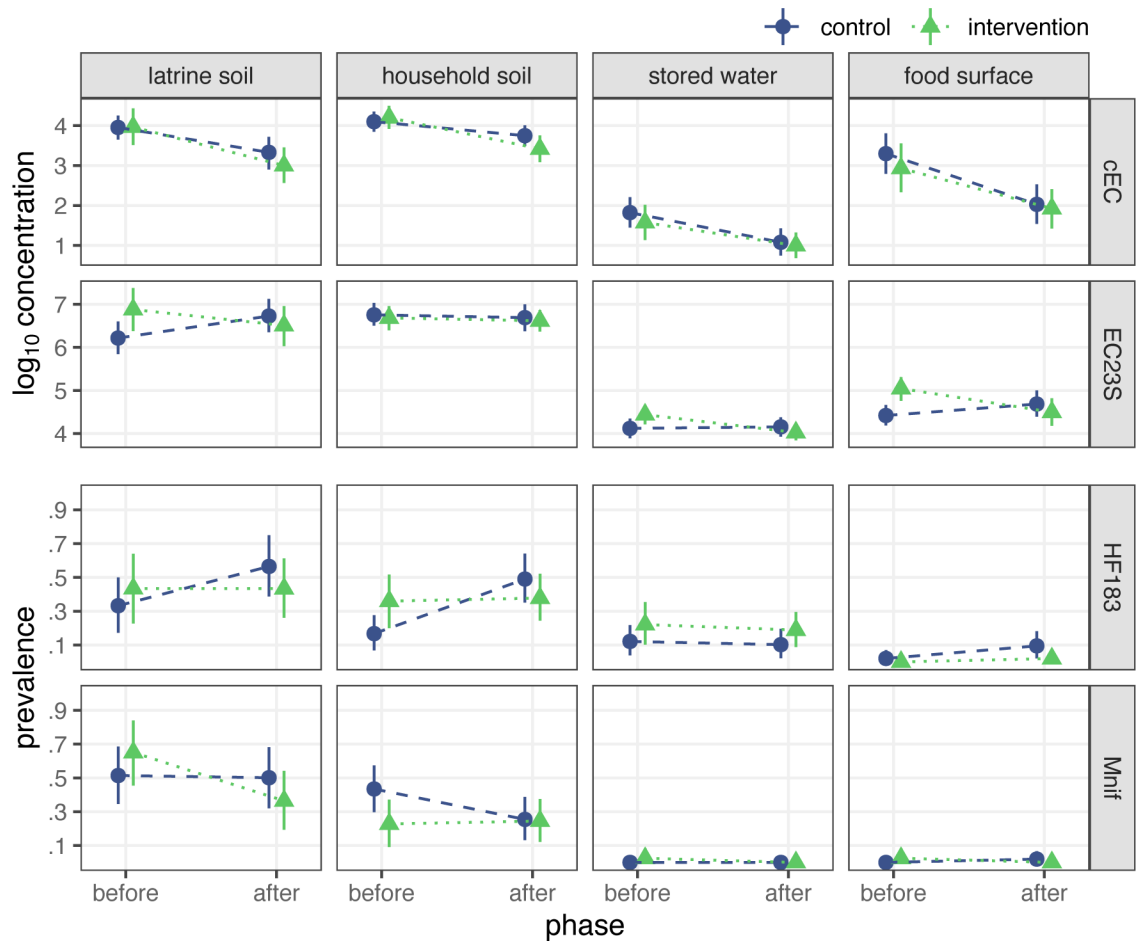 control intervention
latrine soil household soil stored water food surface
log10 concentration
4
3
2
1
cEC
7
6
5
4
EC23S
prevalence
.9
.7
.5
.3
.1
HF183
.9
.7
.5
.3
.1
Mnif
before after before after before after before after
phase